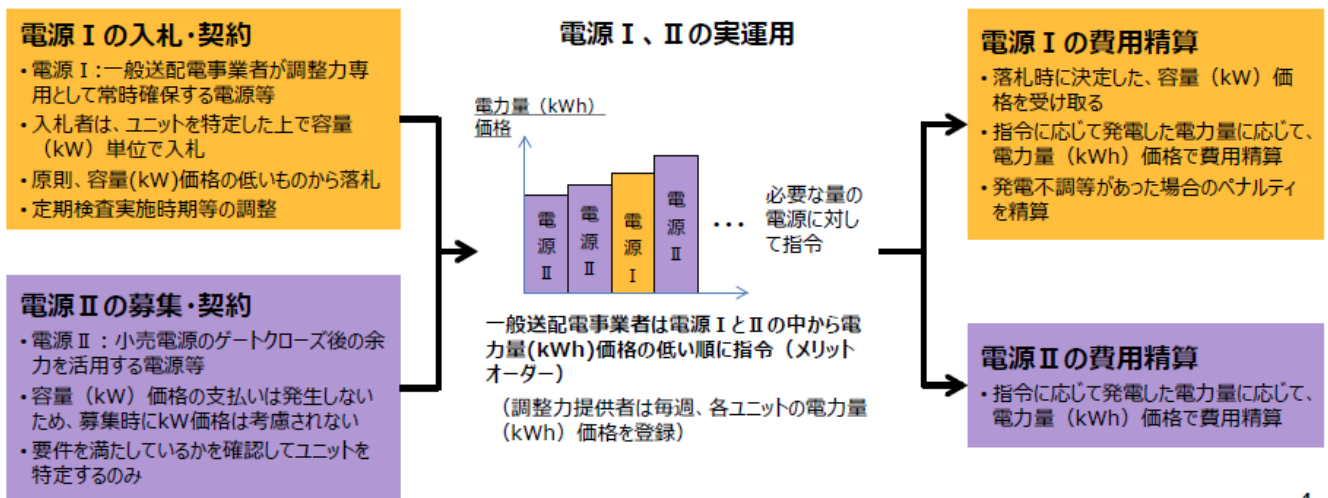 電源Ⅰの入札・契約
・電源Ⅰ:一般送配電事業者が調整力専
用として常時確保する電源等
・入札者は、ユニットを特定した上で容量
（kW）単位で入札
・原則、容量(kW)価格の低いものから落札
・定期検査実施時期等の調整
電源Ⅱの募集・契約
・電源Ⅱ：小売電源のゲートクローズ後の余
力を活用する電源等
・容量（kW）価格の支払いは発生しない
ため、募集時にkW価格は考慮されない
・要件を満たしているかを確認してユニットを
特定するのみ
電源Ⅰ、Ⅱの実運用
電力量（kWh）
価格
電源Ⅱ
電源Ⅱ
電源Ⅰ
電源Ⅱ
・・・
必要な量の
電源に対し
て指令
一般送配電事業者は電源ⅠとⅡの中から電
力量(kWh)価格の低い順に指令（メリット
オーダー）
（調整力提供者は毎週、各ユニットの電力量
（kWh）価格を登録）
電源Ⅰの費用精算
・落札時に決定した、容量（kW）価
格を受け取る
・指令に応じて発電した電力量に応じて、
電力量（kWh）価格で費用精算
・発電不調等があった場合のペナルティ
を精算
電源Ⅱの費用精算
・指令に応じて発電した電力量に応じて、
電力量（kWh）価格で費用精算